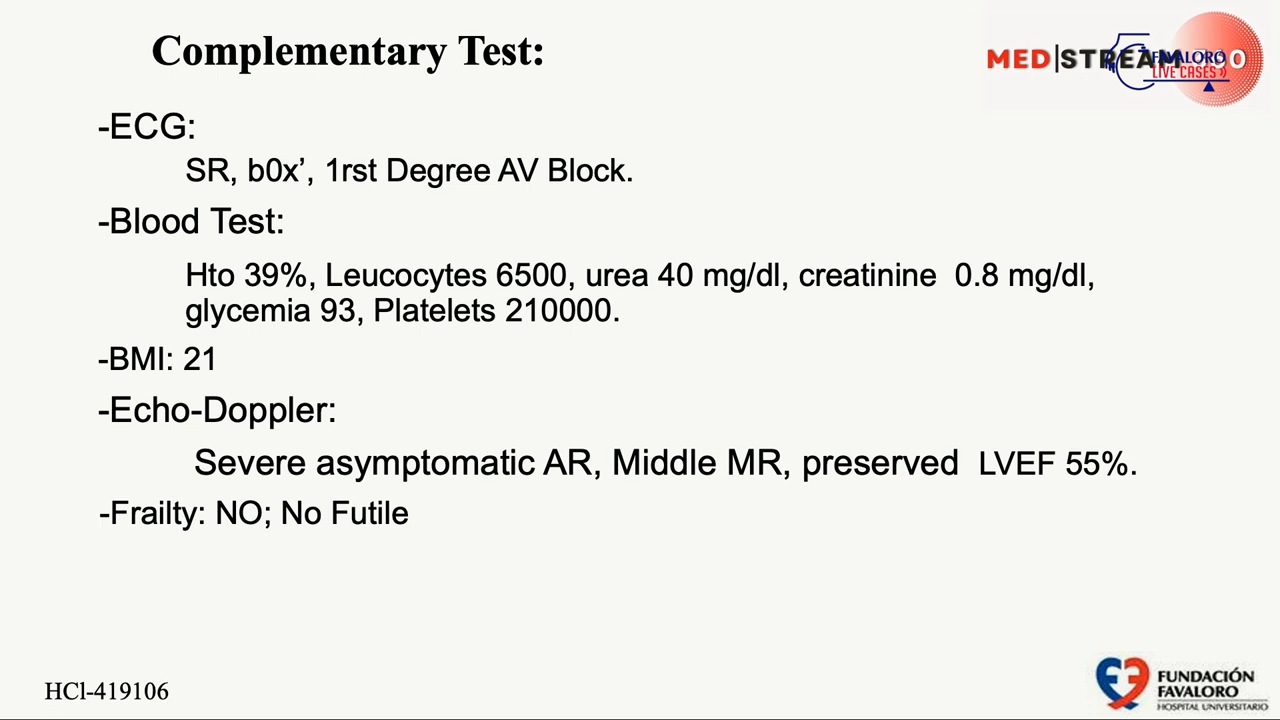 Complementary Test:
MED|STREAM
FAVALORO
LIVE CASES
-ECG:
SR, b0x’, 1rst Degree AV Block.
-Blood Test:
Hto 39%, Leucocytes 6500, urea 40 mg/dl, creatinine  0.8 mg/dl,
glycemia 93, Platelets 210000.
-BMI: 21
-Echo-Doppler:
Severe asymptomatic AR, Middle MR, preserved  LVEF 55%.
-Frailty: NO; No Futile
HCl-419106
FUNDACIÓN
FAVALORO
HOSPITAL UNIVERSITARIO